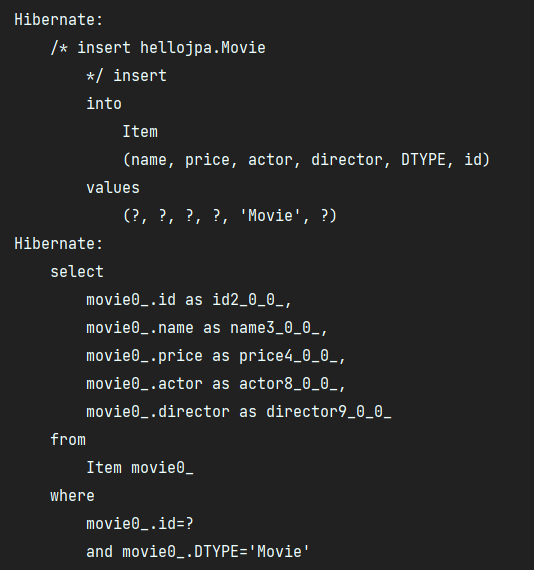 Hibernate:
    /* insert hellojpa.Movie
        */ insert
        into
            Item
            (name, price, actor, director, DTYPE, id)
        values
            (?, ?, ?, ?, 'Movie', ?)
Hibernate:
    select
        movie0_.id as id2_0_0_,
        movie0_.name as name3_0_0_,
        movie0_.price as price4_0_0_,
        movie0_.actor as actor8_0_0_,
        movie0_.director as director9_0_0_
    from
        Item movie0_
    where
        movie0_.id=?
        and movie0_.DTYPE='Movie'